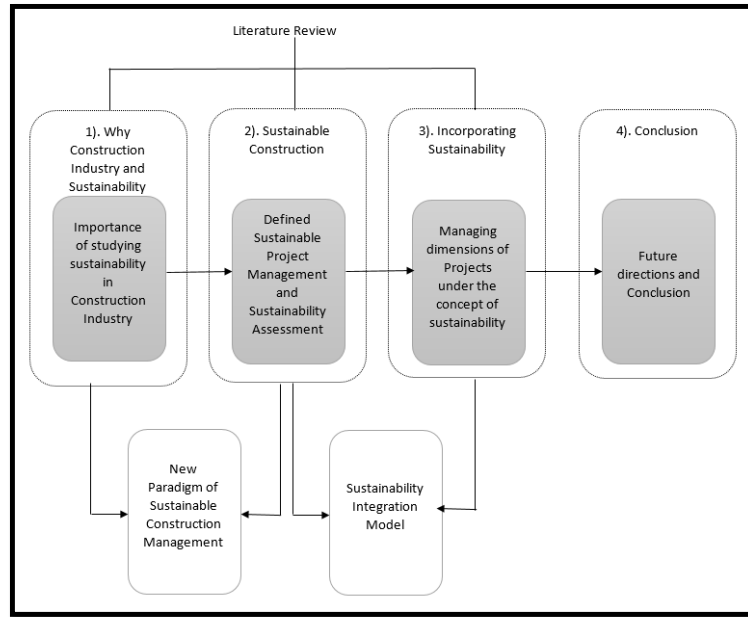 Literature Review
1). Why
Construction
Industry and
Sustainability
Importance
of studying
sustainability
in
Construction
Industry
2). Sustainable
Construction
Defined
Sustainable
Project
Management
and
Sustainability
Assessment
3). Incorporating
Sustainability
Managing
dimensions of
Projects
under the
concept of
sustainability
4). Conclusion
Future
directions and
Conclusion
New
Paradigm of
Sustainable
Construction
Management
Sustainability
Integration
Model